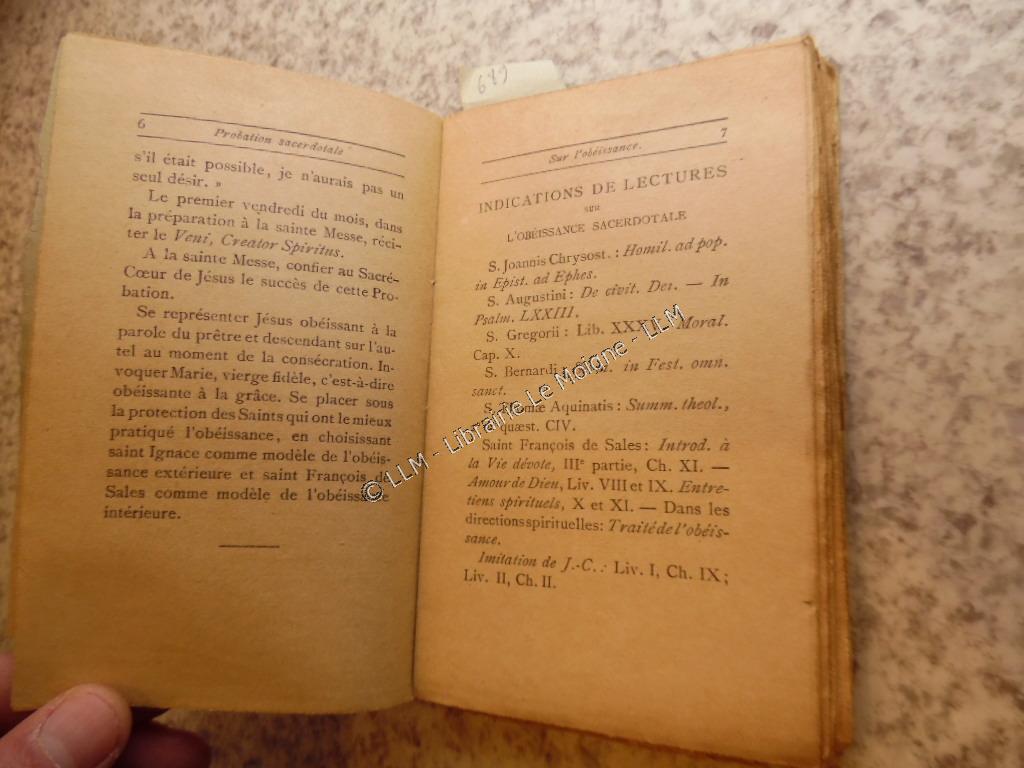 679
6
Probation sacerdotale
s'il était possible, je n'aurais pas un
seul désir. »
Le premier vendredi du mois, dans
la préparation à la sainte Messe, réci-
ter le Veni, Creator Spiritus.
A la sainte Messe, confier au Sacré-
Cœur de Jésus le succès de cette Pro-
bation.
Se représenter Jésus obéissant à la
parole du prêtre et descendant sur l'au-
tel au moment de la consécration. In-
voquer Marie, vierge fidèle, c'est-à-dire
obéissante à la grâce. Se placer sous
la protection des Saints qui ont le mieux
pratiqué l'obéissance, en choisissant
saint Ignace comme modèle de l'obéis-
sance extérieure et saint François de
Sales comme modèle de l'obéissance
intérieure.
Sur l'obéissance.
7
INDICATIONS DE LECTURES
SUR
L'OBÉISSANCE SACERDOTALE
S. Joannis Chrysost. : Homil. ad pop.
in Epist. ad Ephes.
S. Augustini : De civit. Dei. — In
Psalm. LXXIII.
S. Gregorii : Lib. Moral.
Cap. X.
S. Bernardi in Fest. omn.
sanct.
S. Thomæ Aquinatis : Summ. theol.,
quæst. CIV.
Saint François de Sales : Introd. à
la Vie dévote, IIIe partie, Ch. XI. —
Amour de Dieu, Liv. VIII et IX. Entre-
tiens spirituels, X et XI. — Dans les
directions spirituelles : Traité de l'obéis-
sance.
Imitation de J.-C. : Liv. I, Ch. IX ;
Liv. II, Ch. II.
© LLM - Librairie Le Moigne - LLM